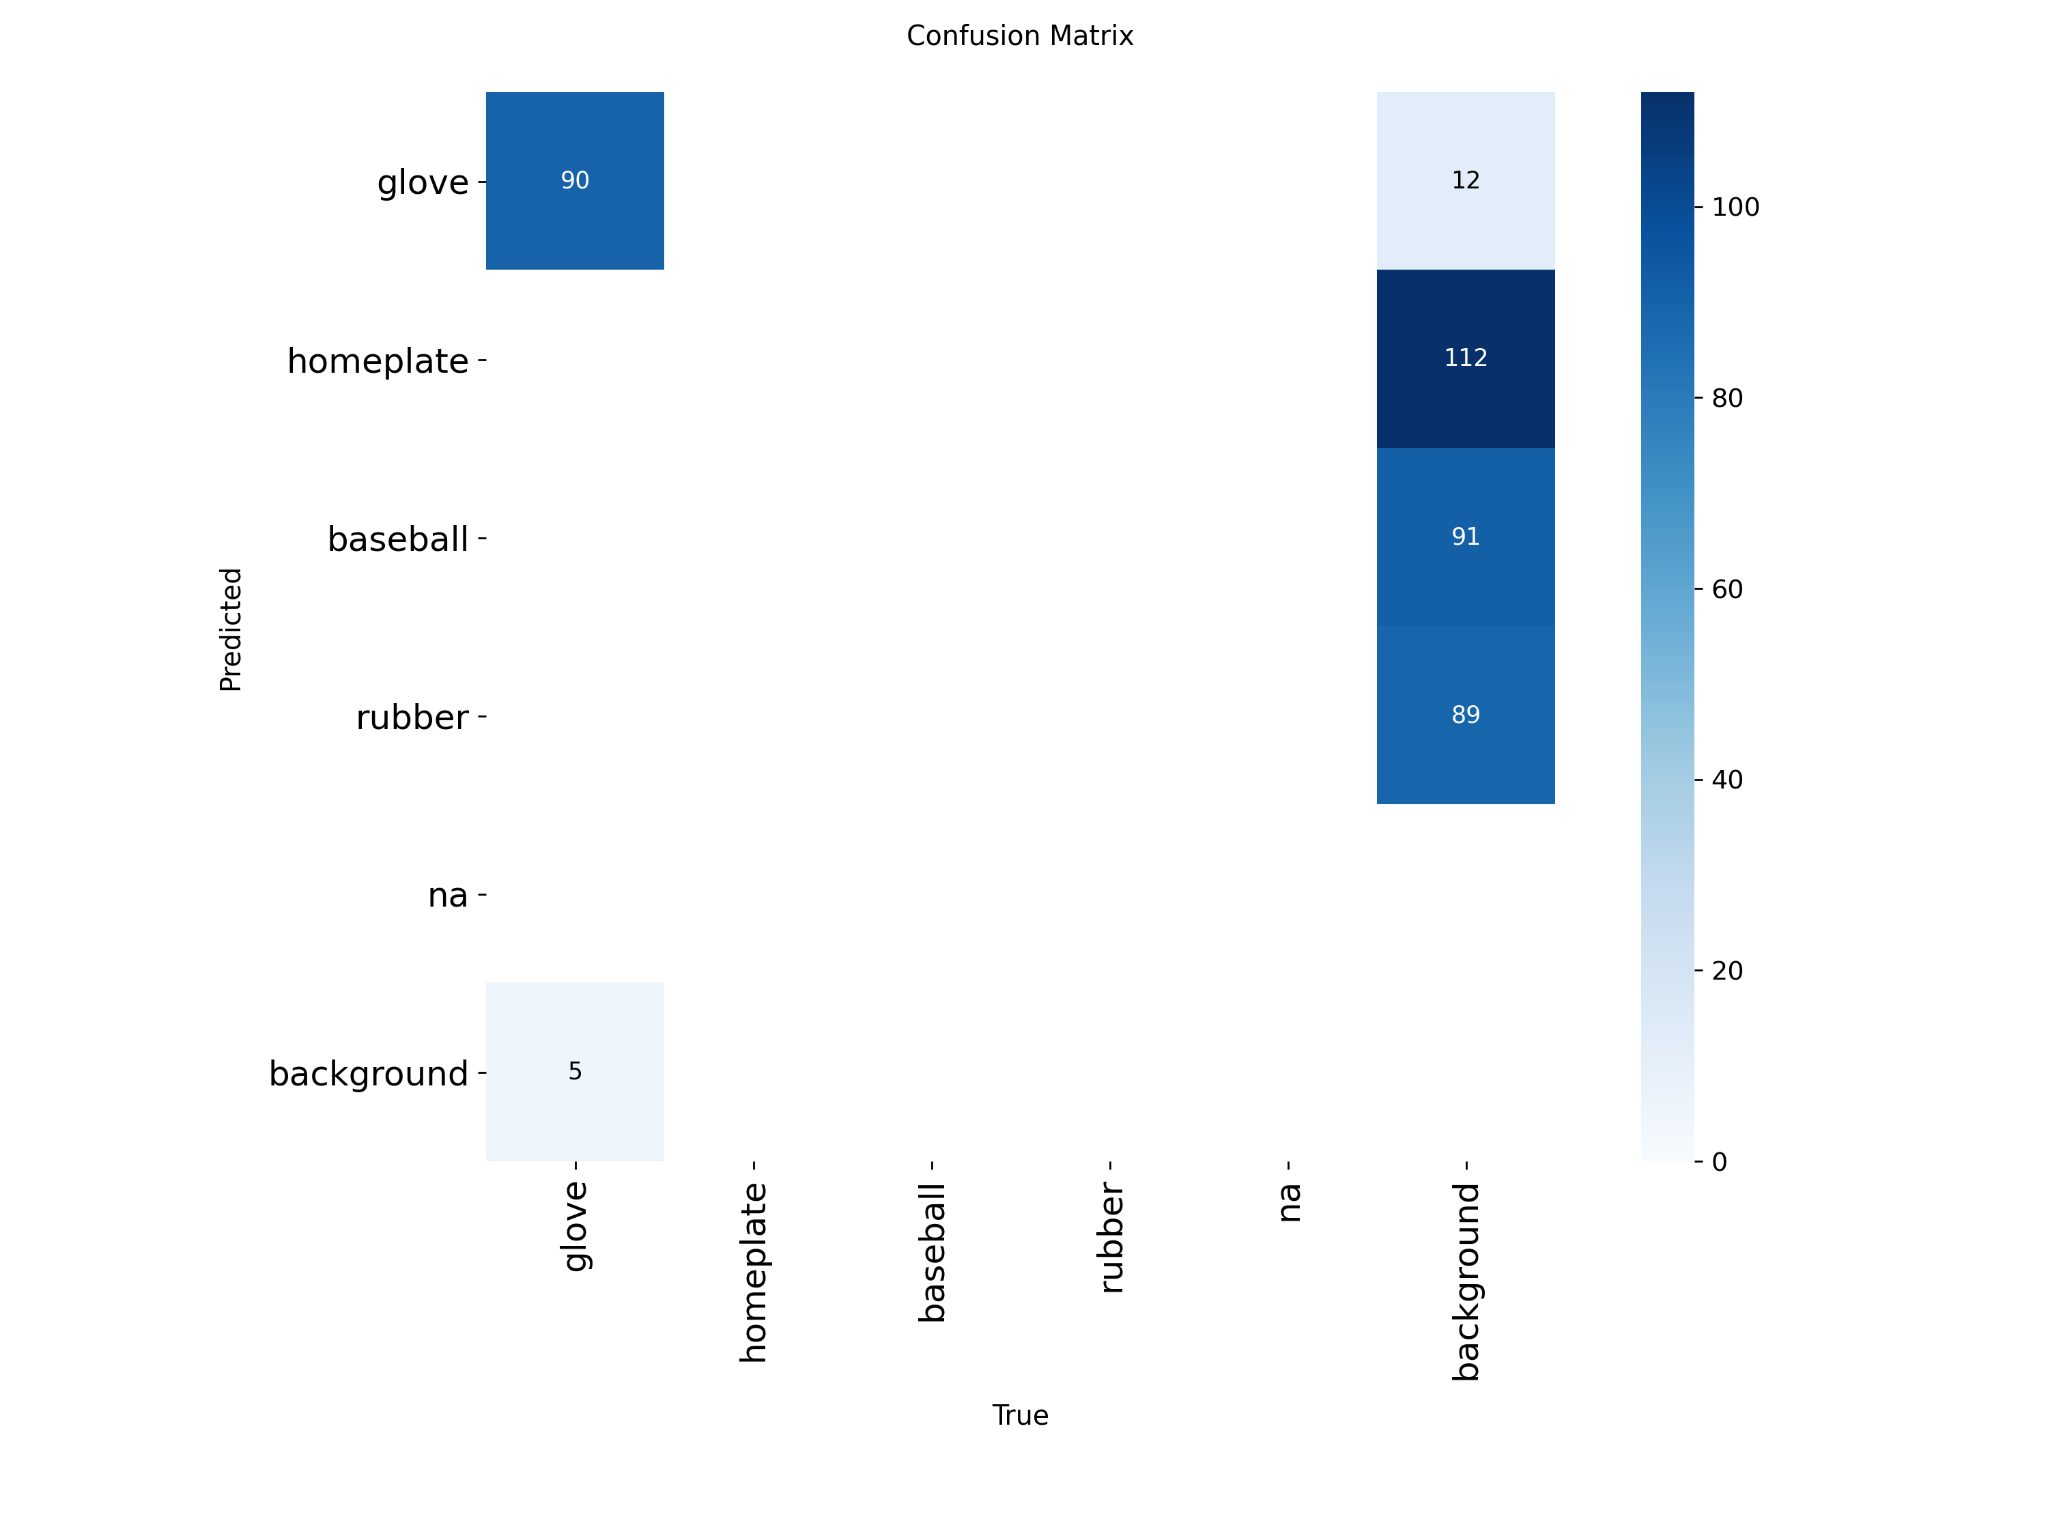 Confusion Matrix
glove
90
12
100
homeplate
112
80
baseball
91
60
Predicted
rubber
89
40
na
20
background
5
0
glove
homeplate
baseball
rubber
na
background
True